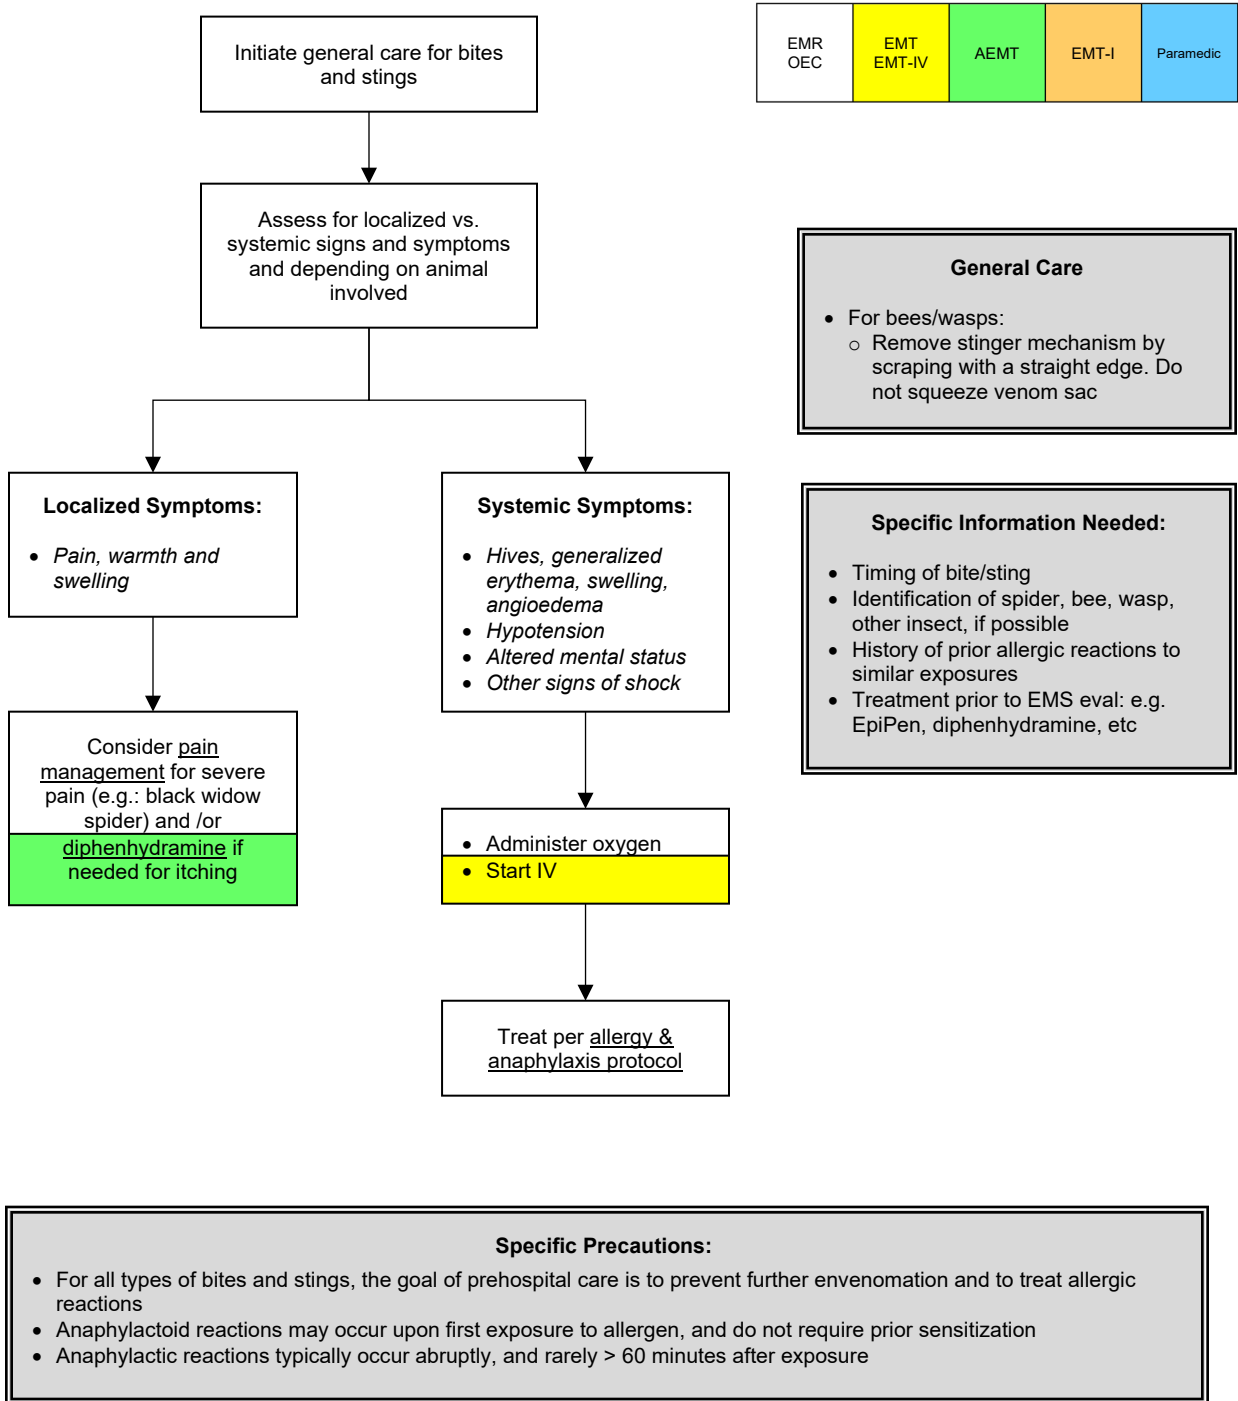 Initiate general care for bites
and stings
EMR
OEC
EMT
EMT-IV
AEMT
EMT-I
Paramedic
Assess for localized vs.
systemic signs and symptoms
and depending on animal
involved
General Care
• For bees/wasps:
o Remove stinger mechanism by
scraping with a straight edge. Do
not squeeze venom sac
Localized Symptoms:
• Pain, warmth and
swelling
Systemic Symptoms:
• Hives, generalized
erythema, swelling,
angioedema
• Hypotension
• Altered mental status
• Other signs of shock
Specific Information Needed:
• Timing of bite/sting
• Identification of spider, bee, wasp,
other insect, if possible
• History of prior allergic reactions to
similar exposures
• Treatment prior to EMS eval: e.g.
EpiPen, diphenhydramine, etc
Consider pain
management for severe
pain (e.g.: black widow
spider) and /or
diphenhydramine if
needed for itching
• Administer oxygen
• Start IV
Treat per allergy &
anaphylaxis protocol
Specific Precautions:
• For all types of bites and stings, the goal of prehospital care is to prevent further envenomation and to treat allergic
reactions
• Anaphylactoid reactions may occur upon first exposure to allergen, and do not require prior sensitization
• Anaphylactic reactions typically occur abruptly, and rarely > 60 minutes after exposure